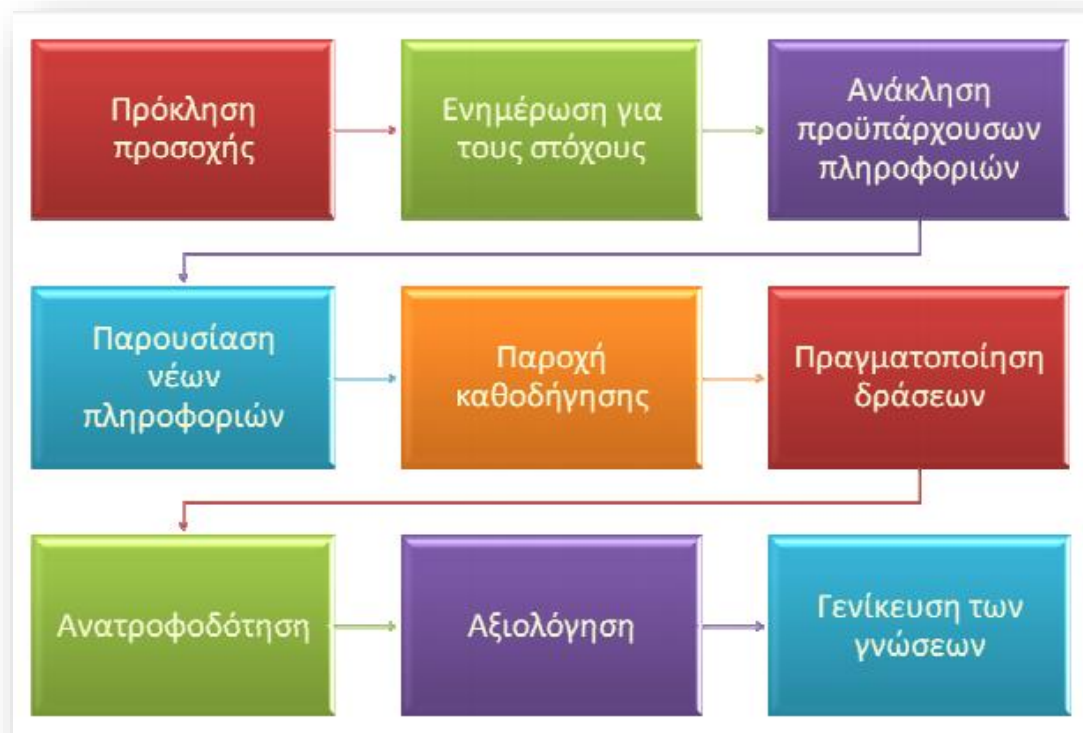 Πρόκληση
προσοχής
Ενημέρωση για
τους στόχους
Ανάκληση
προϋπάρχουσων
πληροφοριών
Παρουσίαση
νέων
πληροφοριών
Παροχή
καθοδήγησης
Πραγματοποίηση
δράσεων
Ανατροφοδότηση
Αξιολόγηση
Γενίκευση των
γνώσεων